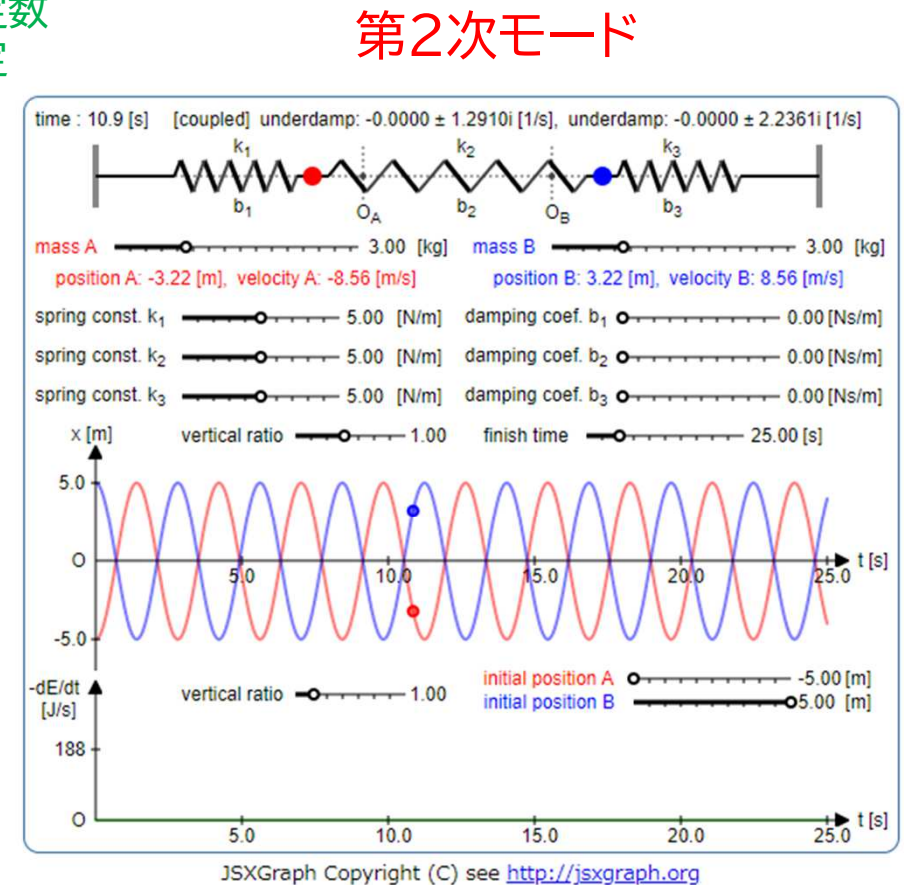 定数
定
第2次モード
time : 10.9 [s] [coupled] underdamp: -0.0000 ± 1.2910i [1/s], underdamp: -0.0000 ± 2.2361i [1/s]
k1 k2 k3
b1 OA b2 OB b3
mass A 3.00 [kg] mass B 3.00 [kg]
position A: -3.22 [m], velocity A: -8.56 [m/s] position B: 3.22 [m], velocity B: 8.56 [m/s]
spring const. k1 5.00 [N/m] damping coef. b1 0.00 [Ns/m]
spring const. k2 5.00 [N/m] damping coef. b2 0.00 [Ns/m]
spring const. k3 5.00 [N/m] damping coef. b3 0.00 [Ns/m]
x [m] vertical ratio 1.00 finish time 25.00 [s]
5.0
O t [s]
5.0 10.0 15.0 20.0 25.0
-5.0
initial position A -5.00 [m]
-dE/dt vertical ratio 1.00
[J/s] initial position B 5.00 [m]
188
O t [s]
5.0 10.0 15.0 20.0 25.0
JSXGraph Copyright (C) see http://jsxgraph.org